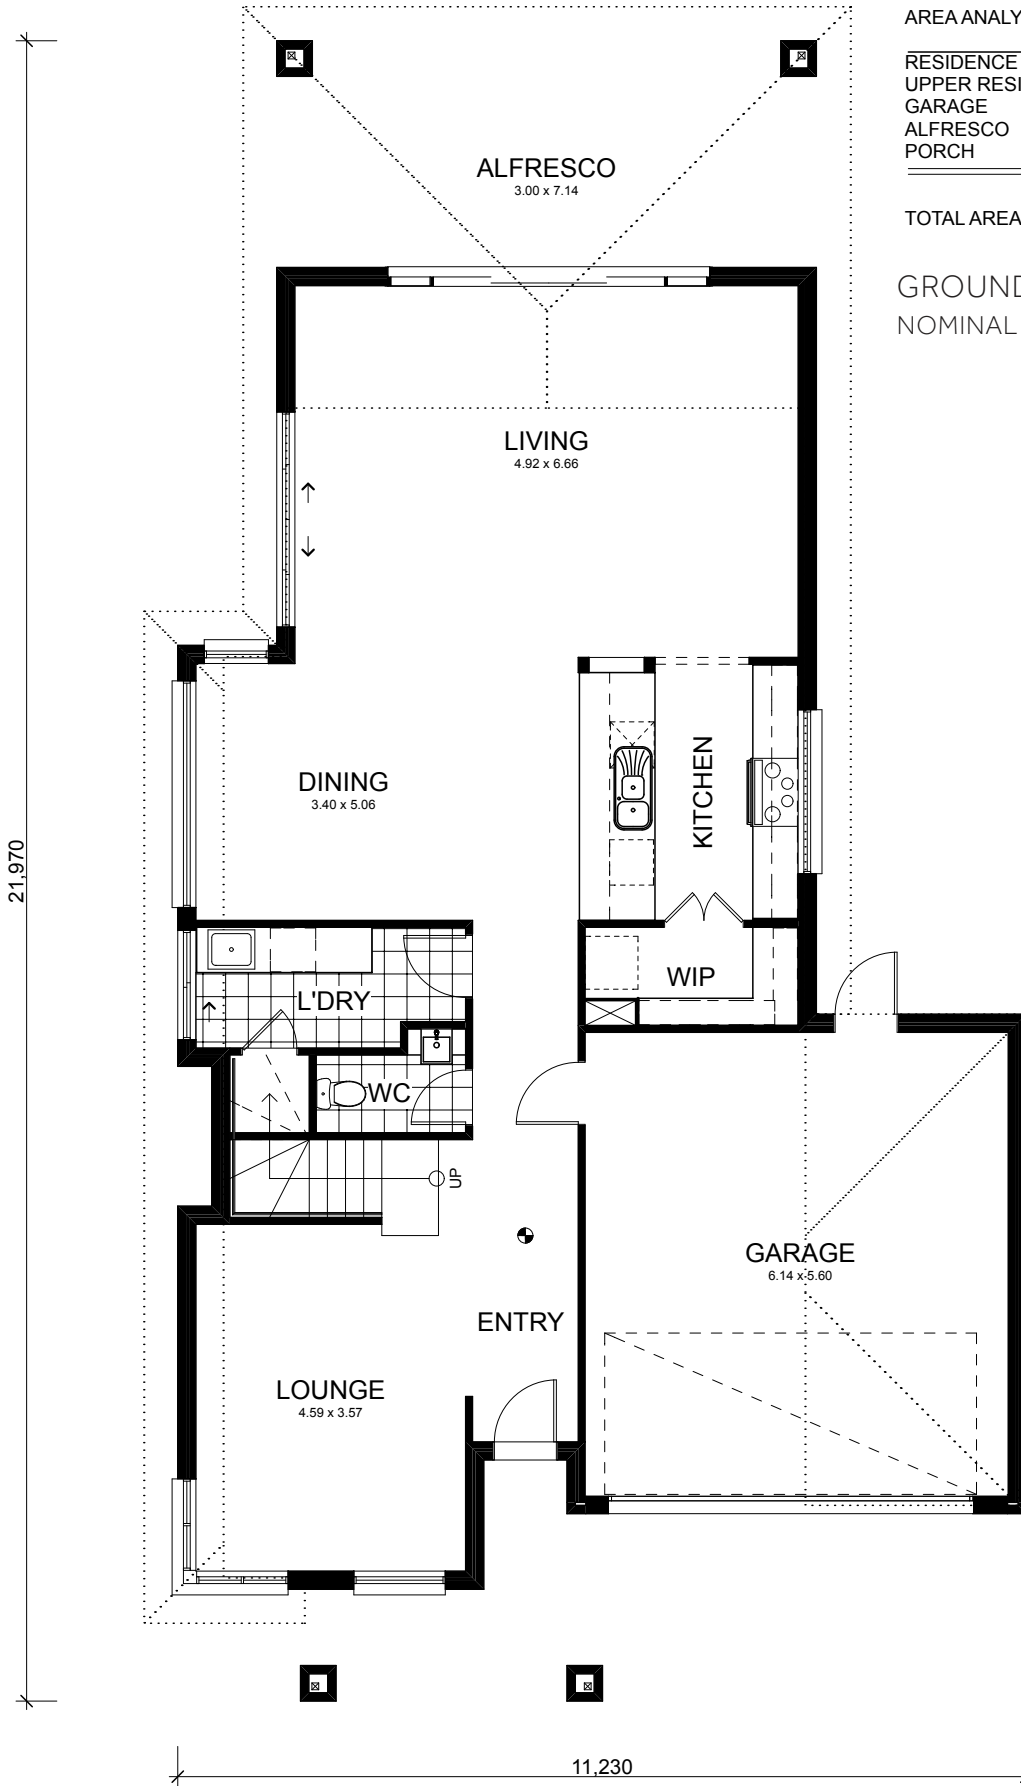 AREA ANALY
RESIDENCE
UPPER RESI
GARAGE
ALFRESCO
PORCH
TOTAL AREA
GROUND
NOMINAL
ALFRESCO
3.00 x 7.14
LIVING
4.92 x 6.66
DINING
3.40 x 5.06
KITCHEN
21,970
WIP
L'DRY
WC
UP
GARAGE
6.14 x 5.60
ENTRY
LOUNGE
4.59 x 3.57
11,230